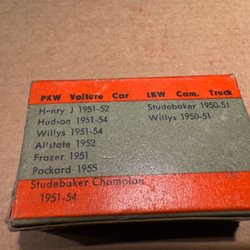 PKW Volture Car LKW Cam. Truck
Henry J 1951-52
Hudson 1951-54
Willys 1951-54
Allstate 1952
Frazer 1951
Packard 1955
Studebaker Champion
1951-54
Studebaker 1950-51
Willys 1950-51